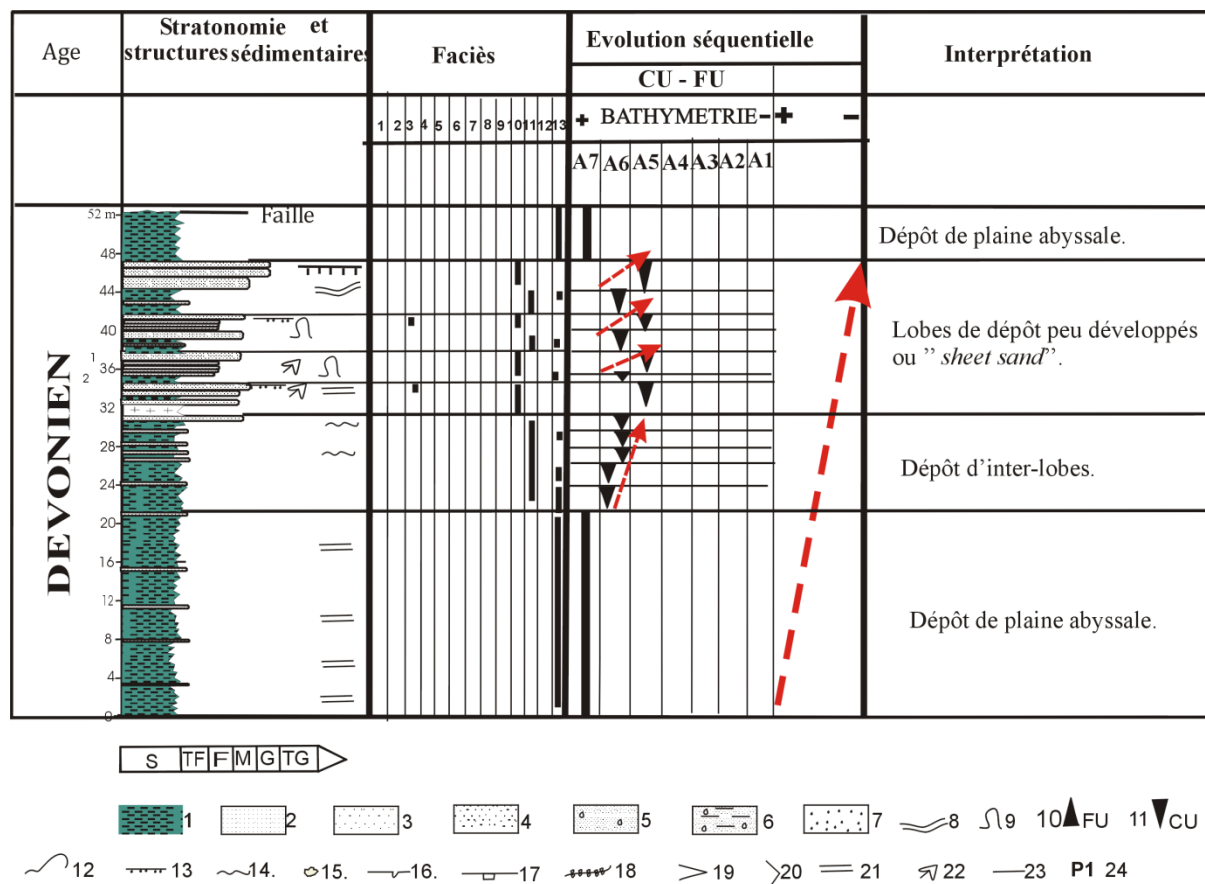 Age
Stratonomie et
structures sédimentaires
Faciès
Evolution séquentielle
Interprétation
CU - FU
1 2 3 4 5 6 7 8 9 10 11 12 13
+ BATHYMETRIE - + -
A7 A6 A5 A4 A3 A2 A1
DEVONIEN
52 m
48
44
40
1
36
2
32
28
24
20
16
12
8
4
0
Faille
Dépôt de plaine abyssale.
Lobes de dépôt peu développés
ou ” sheet sand”.
Dépôt d’inter-lobes.
Dépôt de plaine abyssale.
S TF F M G TG
1 2 3 4 5 6 7 8 9 10 FU 11 CU
12 13 14. 15. 16. 17 18 19 20 21 22 23 P1 24